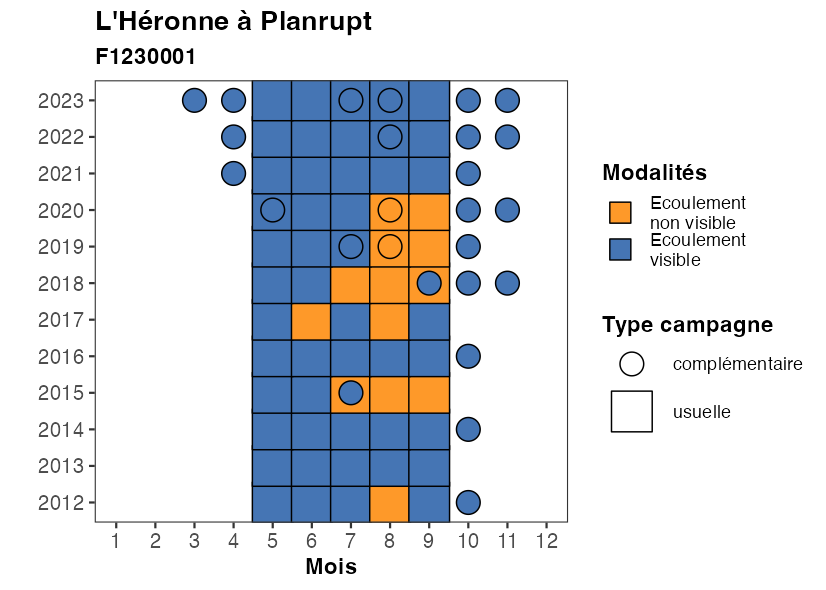 L'Héronne à Planrupt
F1230001
2023
2022
2021
2020
2019
2018
2017
2016
2015
2014
2013
2012
1 2 3 4 5 6 7 8 9 10 11 12
Mois
Modalités
Ecoulement
non visible
Ecoulement
visible
Type campagne
complémentaire
usuelle